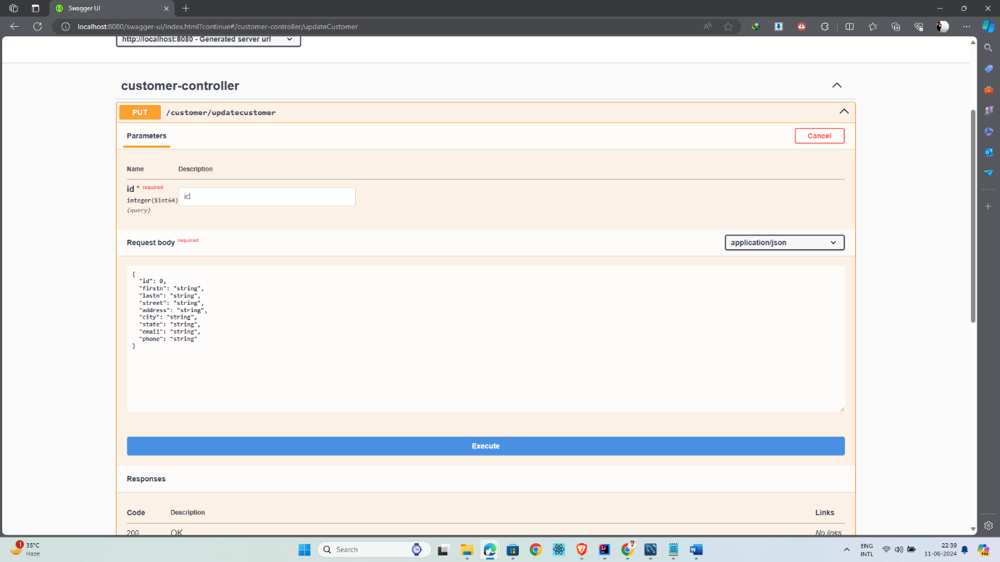 Swagger UI
localhost:8080/swagger-ui/index.html?continue#/customer-controller/updateCustomer
http://localhost:8080 - Generated server url
customer-controller
PUT /customer/updatecustomer
Parameters
Cancel
Name Description
id * required
integer($int64)
(query)
id
Request body required
application/json
{
"id": 0,
"firstn": "string",
"lastn": "string",
"street": "string",
"address": "string",
"city": "string",
"state": "string",
"email": "string",
"phone": "string"
}
Execute
Responses
Code Description Links
200 OK No links
1
35°C
Haze
Search
ENG
INTL
22:39
11-06-2024
PRE